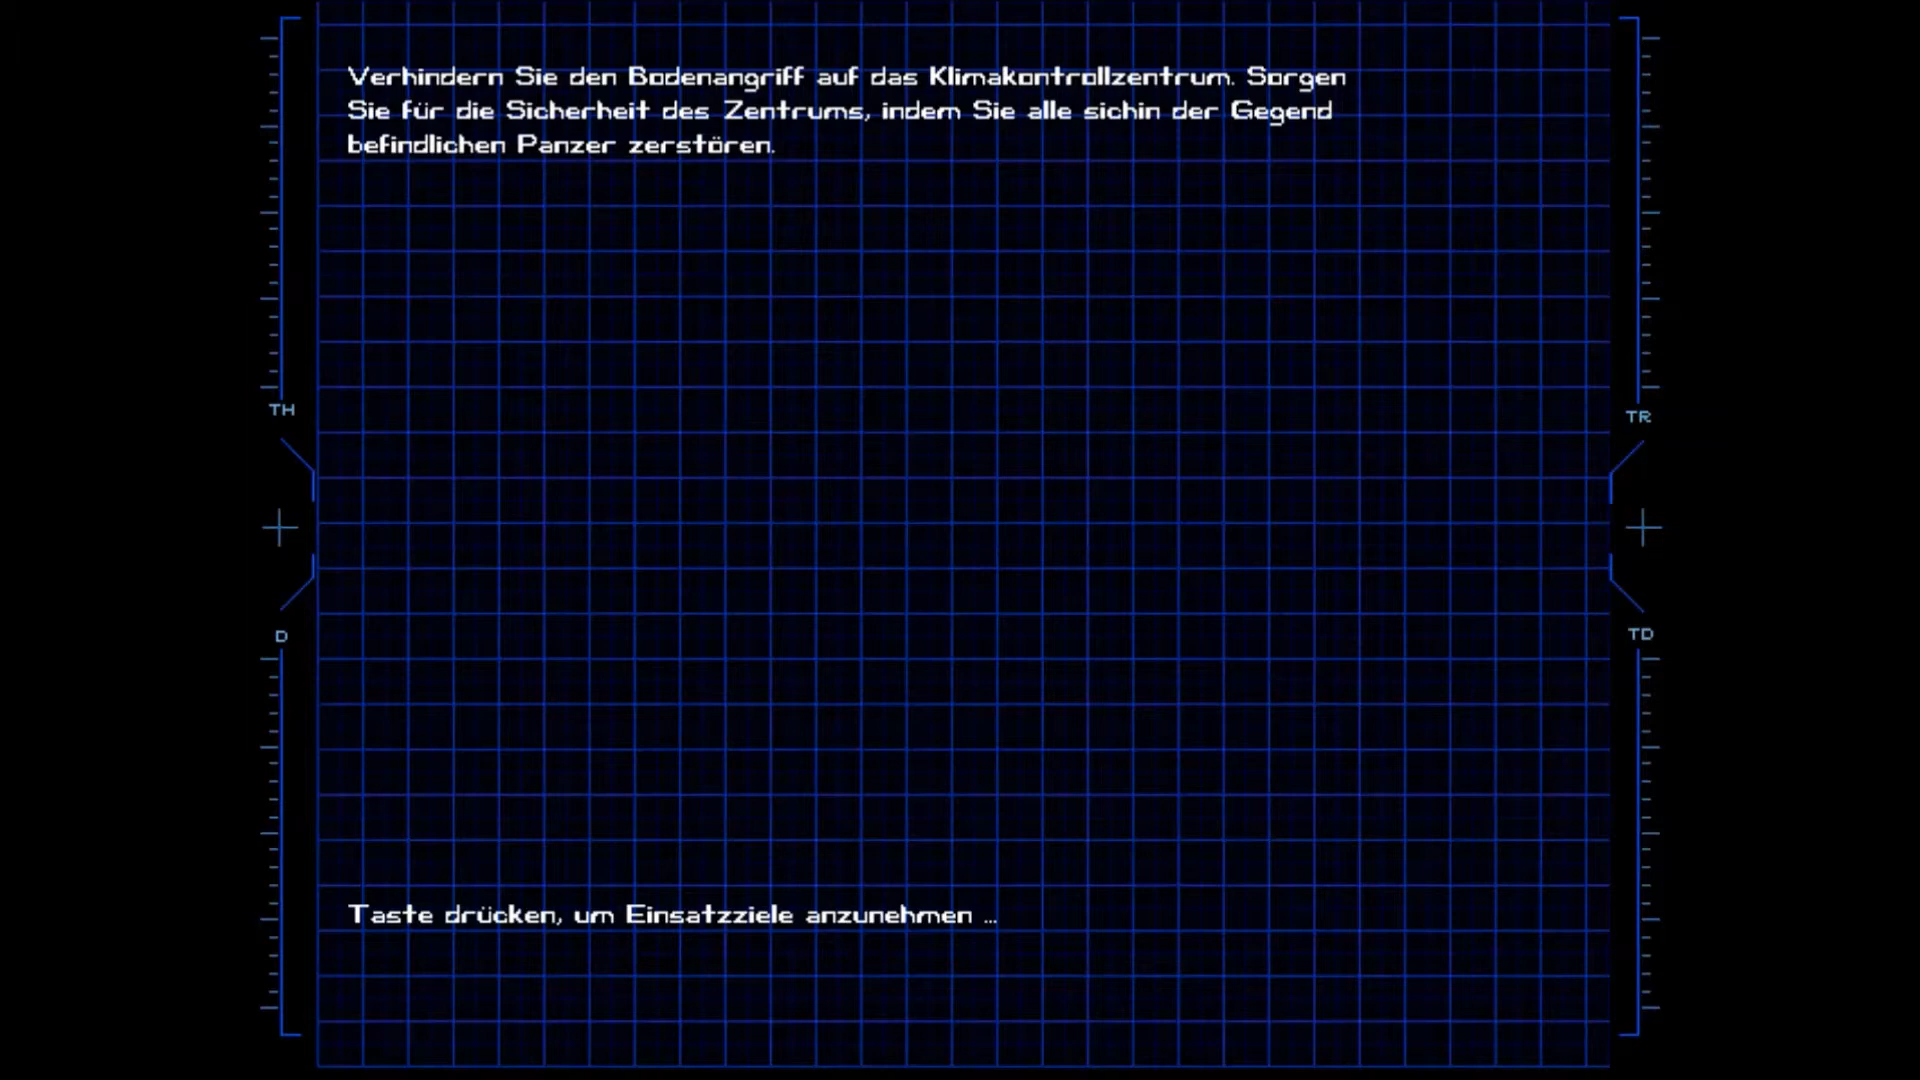 Verhindern Sie den Bodenangriff auf das Klimakontrollzentrum. Sorgen
Sie für die Sicherheit des Zentrums, indem Sie alle sichin der Gegend
befindlichen Panzer zerstören.
TH
TR
D
TD
Taste drücken, um Einsatzziele anzunehmen ...